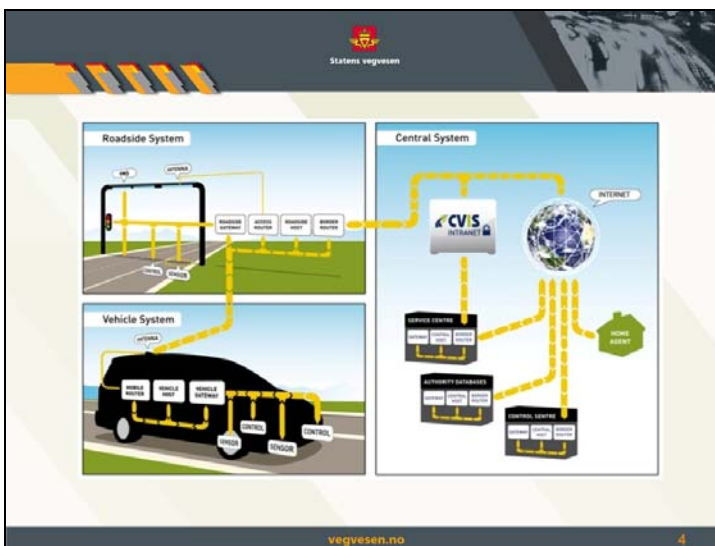 Statens vegvesen
Roadside System
VMS
ANTENNA
ROADSIDE
GATEWAY
ACCESS
ROUTER
ROADSIDE
HOST
BORDER
ROUTER
CONTROL
SENSOR
Vehicle System
ANTENNA
MOBILE
ROUTER
VEHICLE
HOST
VEHICLE
GATEWAY
SENSOR
CONTROL
SENSOR
CONTROL
Central System
INTERNET
CVIS
INTRANET
SERVICE CENTRE
GATEWAY
CENTRAL
HOST
BORDER
ROUTER
HOME
AGENT
AUTHORITY DATABASES
GATEWAY
CENTRAL
HOST
BORDER
ROUTER
CONTROL SENTRE
GATEWAY
CENTRAL
HOST
BORDER
ROUTER
vegvesen.no
4